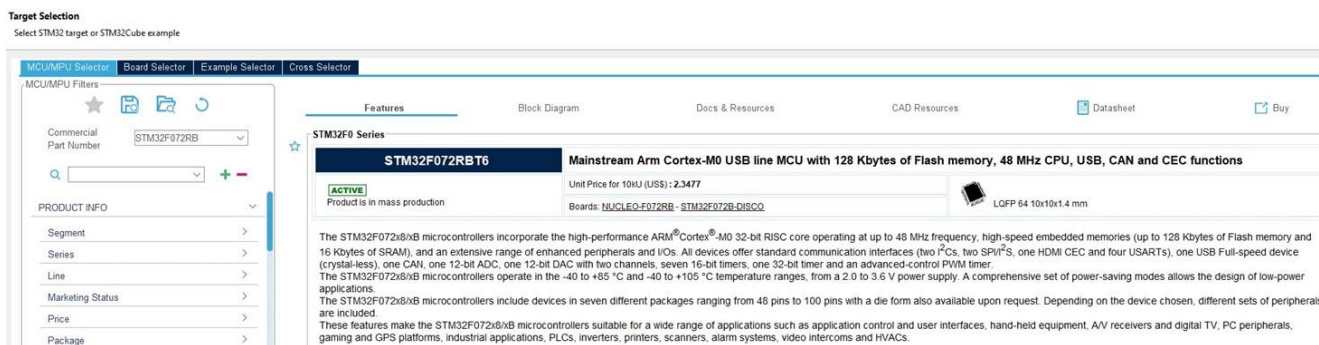 Target Selection
Select STM32 target or STM32Cube example
MCU/MPU Selector Board Selector Example Selector Cross Selector
MCU/MPU Filters
Features Block Diagram Docs & Resources CAD Resources Datasheet Buy
Commercial
Part Number
STM32F072RB
STM32F0 Series
STM32F072RBT6
Mainstream Arm Cortex-M0 USB line MCU with 128 Kbytes of Flash memory, 48 MHz CPU, USB, CAN and CEC functions
ACTIVE
Product is in mass production
Unit Price for 10kU (US$) : 2.3477
Boards: NUCLEO-F072RB - STM32F072B-DISCO
LQFP 64 10x10x1.4 mm
PRODUCT INFO
Segment
Series
Line
Marketing Status
Price
Package
The STM32F072x8/xB microcontrollers incorporate the high-performance ARM®Cortex®-M0 32-bit RISC core operating at up to 48 MHz frequency, high-speed embedded memories (up to 128 Kbytes of Flash memory and
16 Kbytes of SRAM), and an extensive range of enhanced peripherals and I/Os. All devices offer standard communication interfaces (two I²Cs, two SPI/I²S, one HDMI CEC and four USARTs), one USB Full-speed device
(crystal-less), one CAN, one 12-bit ADC, one 12-bit DAC with two channels, seven 16-bit timers, one 32-bit timer and an advanced-control PWM timer.
The STM32F072x8/xB microcontrollers operate in the -40 to +85 °C and -40 to +105 °C temperature ranges, from a 2.0 to 3.6 V power supply. A comprehensive set of power-saving modes allows the design of low-power
applications.
The STM32F072x8/xB microcontrollers include devices in seven different packages ranging from 48 pins to 100 pins with a die form also available upon request. Depending on the device chosen, different sets of peripherals
are included.
These features make the STM32F072x8/xB microcontrollers suitable for a wide range of applications such as application control and user interfaces, hand-held equipment, A/V receivers and digital TV, PC peripherals,
gaming and GPS platforms, industrial applications, PLCs, inverters, printers, scanners, alarm systems, video intercoms and HVACs.